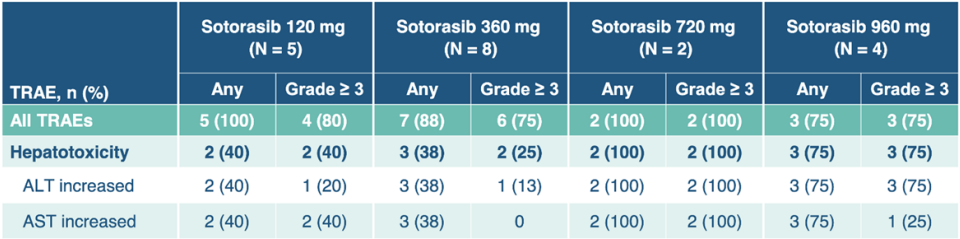 Sotorasib 120 mg (N = 5) Sotorasib 360 mg (N = 8) Sotorasib 720 mg (N = 2) Sotorasib 960 mg (N = 4)
TRAE, n (%) Any Grade ≥ 3 Any Grade ≥ 3 Any Grade ≥ 3 Any Grade ≥ 3
All TRAEs 5 (100) 4 (80) 7 (88) 6 (75) 2 (100) 2 (100) 3 (75) 3 (75)
Hepatotoxicity 2 (40) 2 (40) 3 (38) 2 (25) 2 (100) 2 (100) 3 (75) 3 (75)
ALT increased 2 (40) 1 (20) 3 (38) 1 (13) 2 (100) 2 (100) 3 (75) 3 (75)
AST increased 2 (40) 2 (40) 3 (38) 0 2 (100) 2 (100) 3 (75) 1 (25)